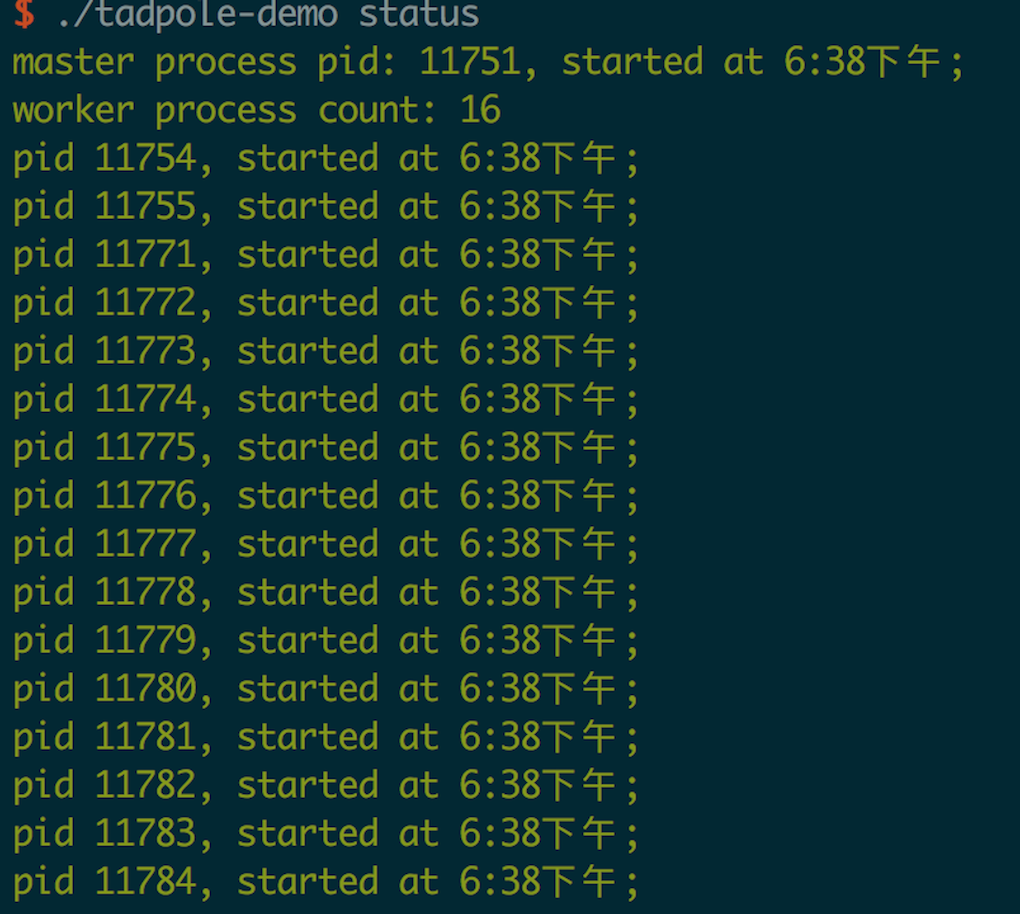 $ ./tadpole-demo status
master process pid: 11751, started at 6:38下午;
worker process count: 16
pid 11754, started at 6:38下午;
pid 11755, started at 6:38下午;
pid 11771, started at 6:38下午;
pid 11772, started at 6:38下午;
pid 11773, started at 6:38下午;
pid 11774, started at 6:38下午;
pid 11775, started at 6:38下午;
pid 11776, started at 6:38下午;
pid 11777, started at 6:38下午;
pid 11778, started at 6:38下午;
pid 11779, started at 6:38下午;
pid 11780, started at 6:38下午;
pid 11781, started at 6:38下午;
pid 11782, started at 6:38下午;
pid 11783, started at 6:38下午;
pid 11784, started at 6:38下午;